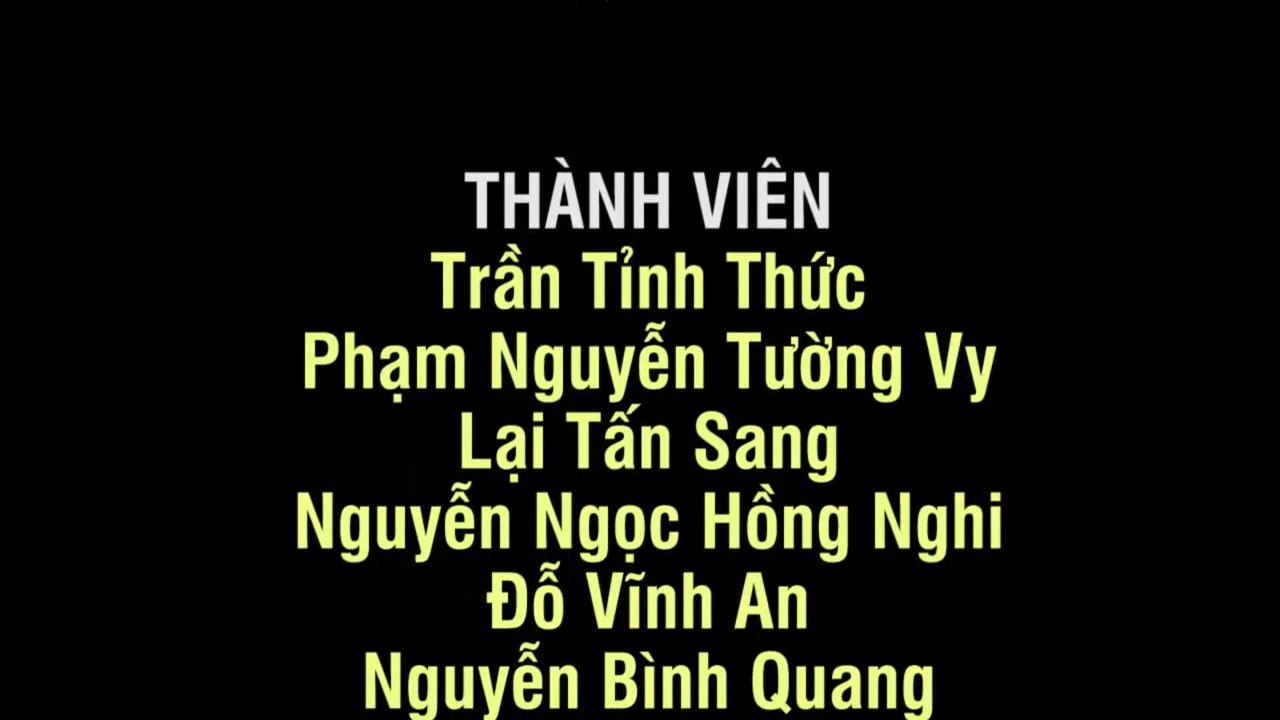 THÀNH VIÊN
Trần Tỉnh Thức
Phạm Nguyễn Tường Vy
Lại Tấn Sang
Nguyễn Ngọc Hồng Nghi
Đỗ Vĩnh An
Nguyễn Bình Quang